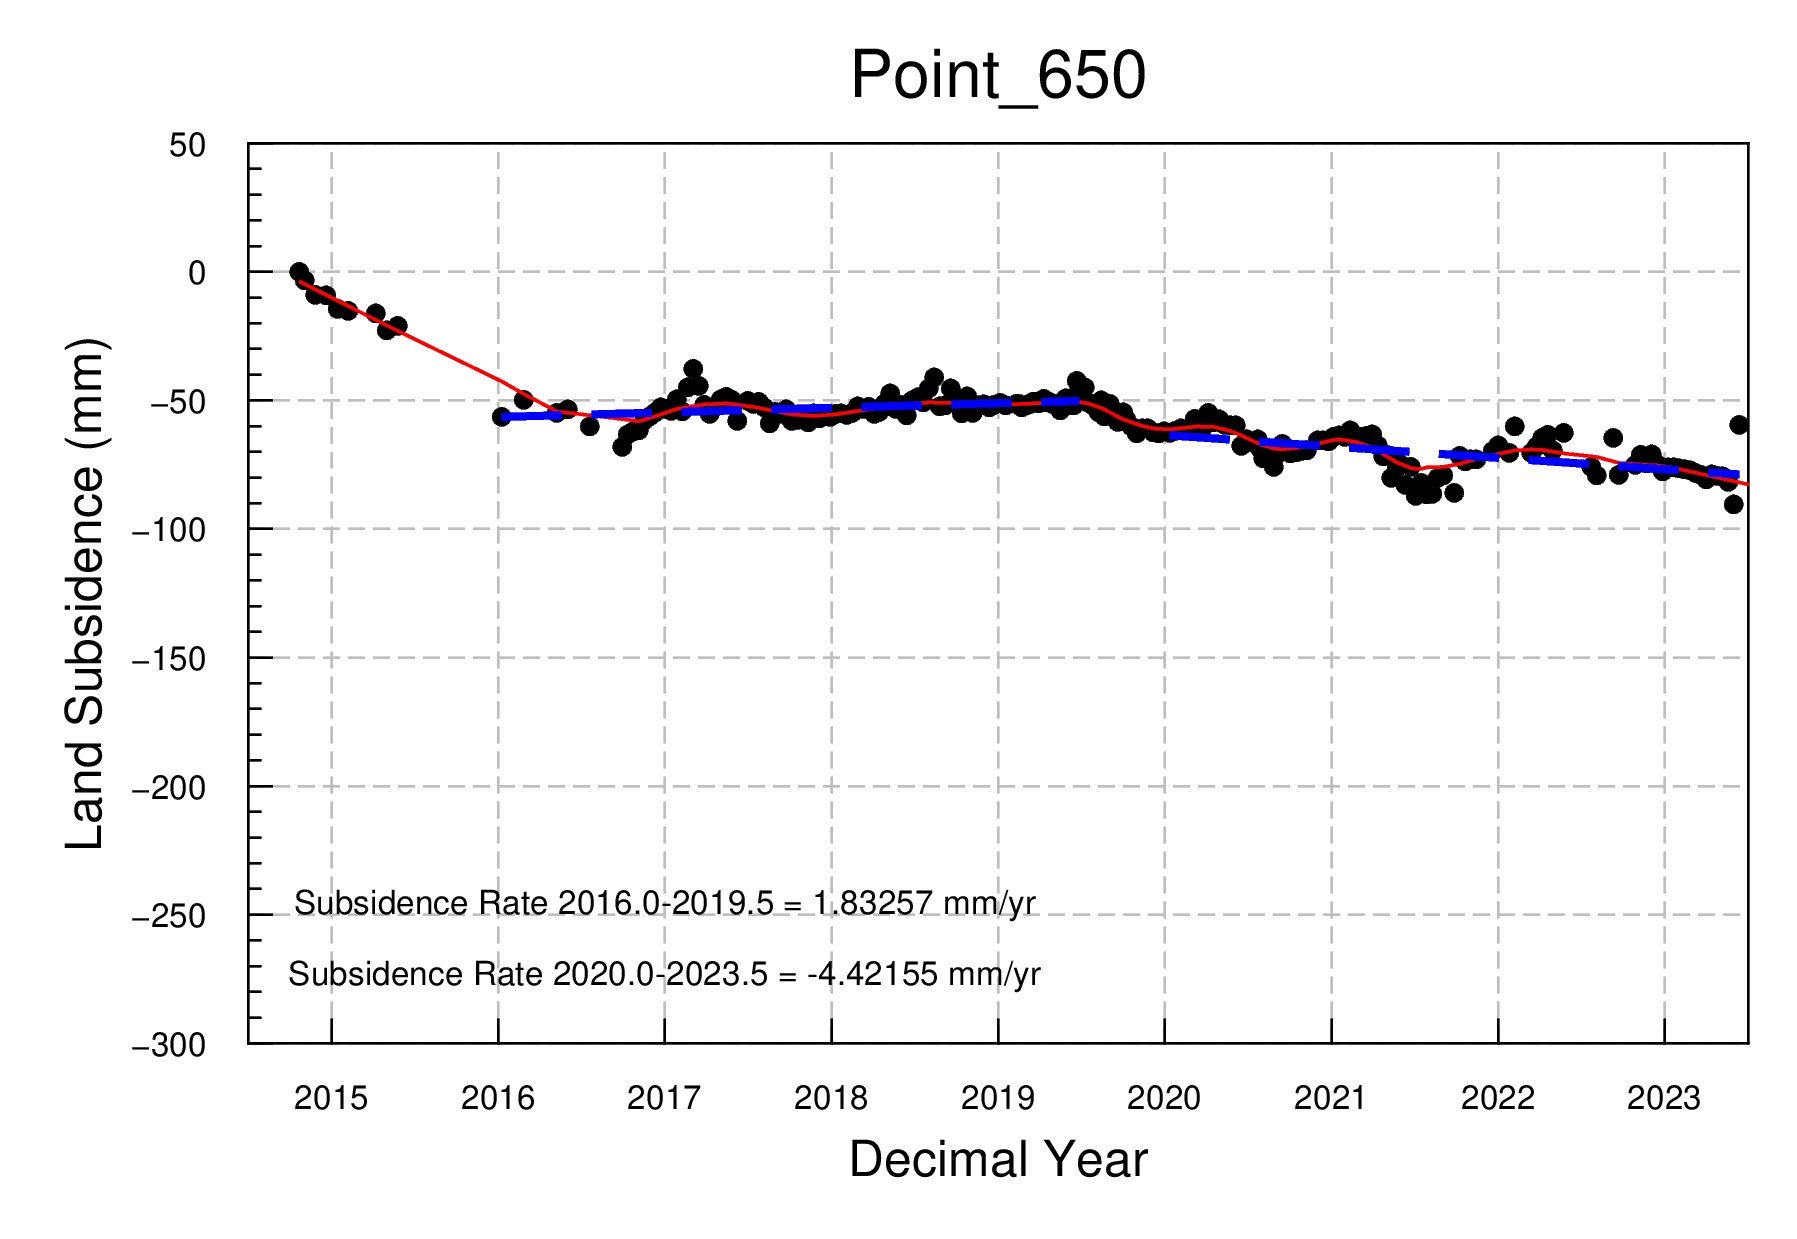 Point_650
50
0
−50
−100
−150
−200
−250
−300
Land Subsidence (mm)
Subsidence Rate 2016.0-2019.5 = 1.83257 mm/yr
Subsidence Rate 2020.0-2023.5 = -4.42155 mm/yr
2015 2016 2017 2018 2019 2020 2021 2022 2023
Decimal Year